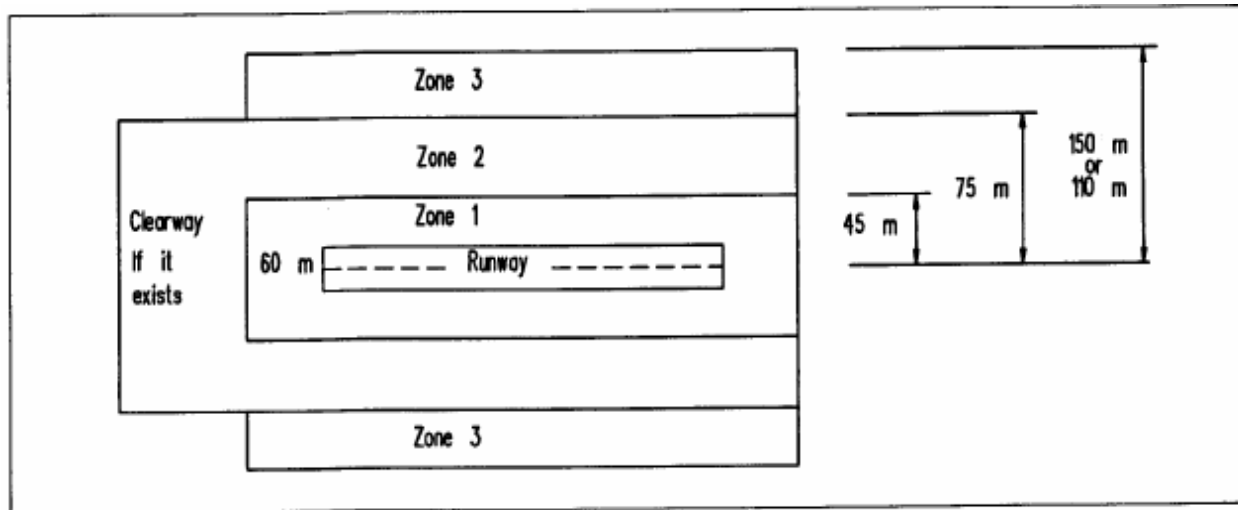 Zone 3
Zone 2
Zone 1
Clearway
If it
exists
60 m
Runway
Zone 3
45 m
75 m
150 m
or
110 m